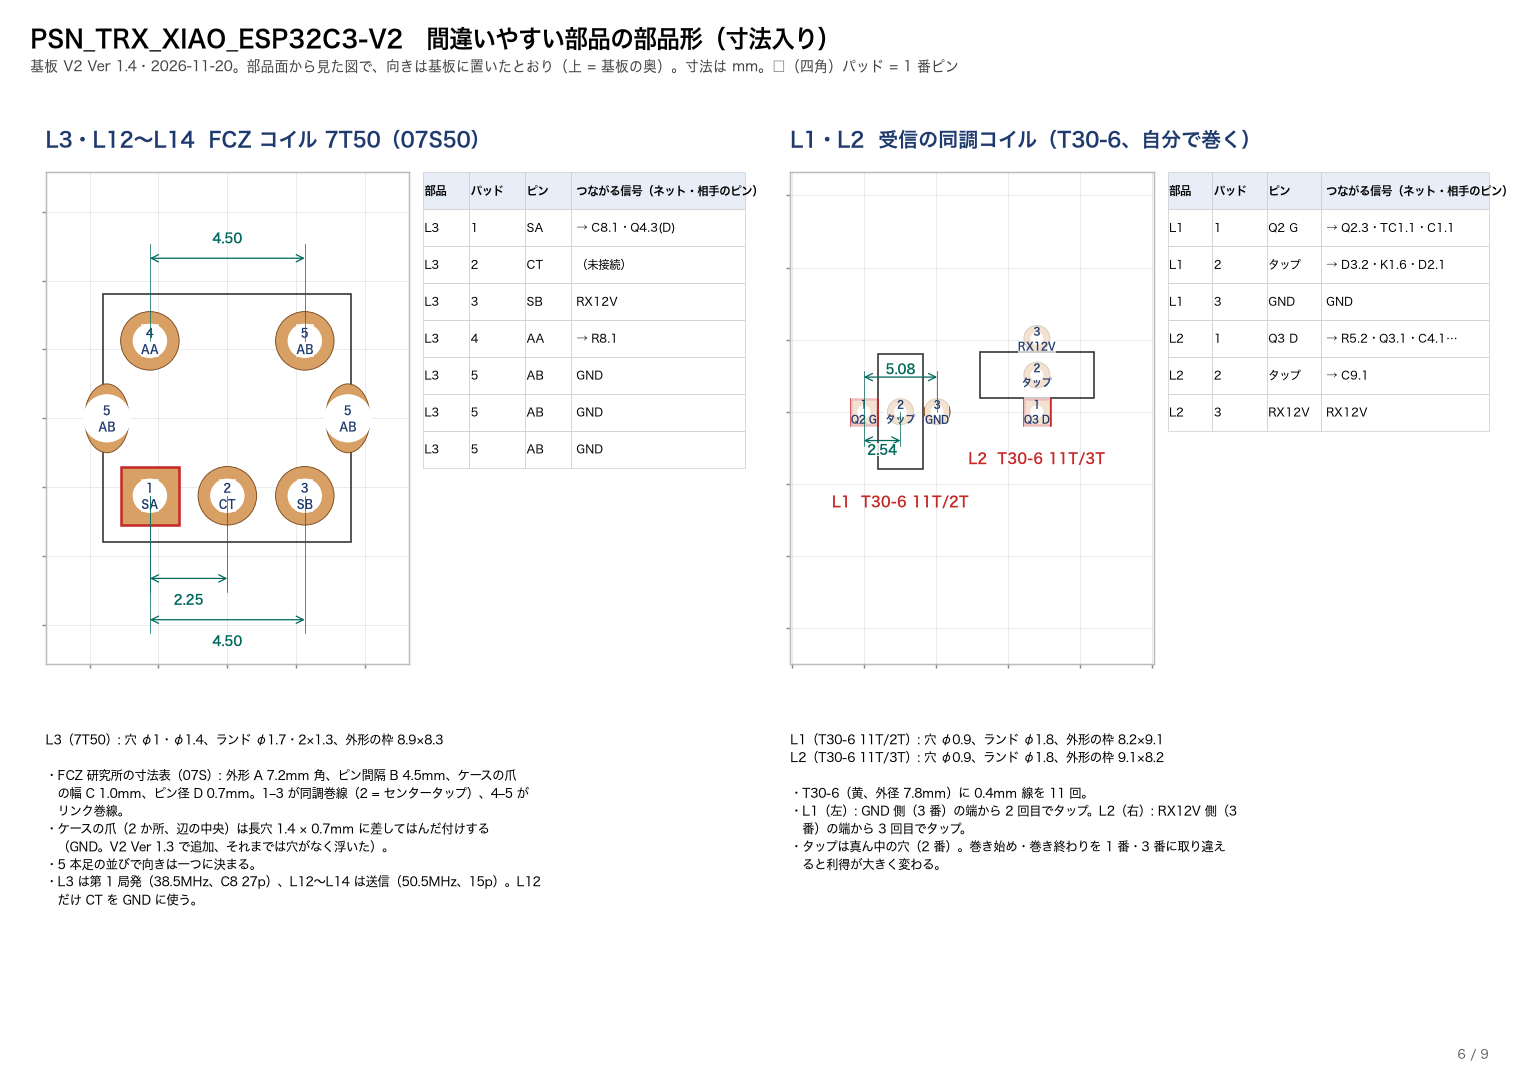 PSN_TRX_XIAO_ESP32C3-V2　間違いやすい部品の部品形（寸法入り）
基板 V2 Ver 1.4・2026-11-20。部品面から見た図で、向きは基板に置いたとおり（上 = 基板の奥）。寸法は mm。□（四角）パッド = 1 番ピン
L3・L12〜L14  FCZ コイル 7T50（07S50）
4.50
4
AA
5
AB
5
AB
5
AB
1
SA
2
CT
3
SB
2.25
4.50
部品 パッド ピン つながる信号（ネット・相手のピン）
L3 1 SA → C8.1・Q4.3(D)
L3 2 CT （未接続）
L3 3 SB RX12V
L3 4 AA → R8.1
L3 5 AB GND
L3 5 AB GND
L3 5 AB GND
L3（7T50）: 穴 φ1・φ1.4、ランド φ1.7・2×1.3、外形の枠 8.9×8.3
・FCZ 研究所の寸法表（07S）: 外形 A 7.2mm 角、ピン間隔 B 4.5mm、ケースの爪
の幅 C 1.0mm、ピン径 D 0.7mm。1–3 が同調巻線（2 = センタータップ）、4–5 が
リンク巻線。
・ケースの爪（2 か所、辺の中央）は長穴 1.4 × 0.7mm に差してはんだ付けする
（GND。V2 Ver 1.3 で追加、それまでは穴がなく浮いた）。
・5 本足の並びで向きは一つに決まる。
・L3 は第 1 局発（38.5MHz、C8 27p）、L12〜L14 は送信（50.5MHz、15p）。L12
だけ CT を GND に使う。
L1・L2  受信の同調コイル（T30-6、自分で巻く）
3
RX12V
2
タップ
1
Q3 D
5.08
1
Q2 G
2
タップ
3
GND
2.54
L2  T30-6 11T/3T
L1  T30-6 11T/2T
部品 パッド ピン つながる信号（ネット・相手のピン）
L1 1 Q2 G → Q2.3・TC1.1・C1.1
L1 2 タップ → D3.2・K1.6・D2.1
L1 3 GND GND
L2 1 Q3 D → R5.2・Q3.1・C4.1…
L2 2 タップ → C9.1
L2 3 RX12V RX12V
L1（T30-6 11T/2T）: 穴 φ0.9、ランド φ1.8、外形の枠 8.2×9.1
L2（T30-6 11T/3T）: 穴 φ0.9、ランド φ1.8、外形の枠 9.1×8.2
・T30-6（黄、外径 7.8mm）に 0.4mm 線を 11 回。
・L1（左）: GND 側（3 番）の端から 2 回目でタップ。L2（右）: RX12V 側（3
番）の端から 3 回目でタップ。
・タップは真ん中の穴（2 番）。巻き始め・巻き終わりを 1 番・3 番に取り違え
ると利得が大きく変わる。
6 / 9